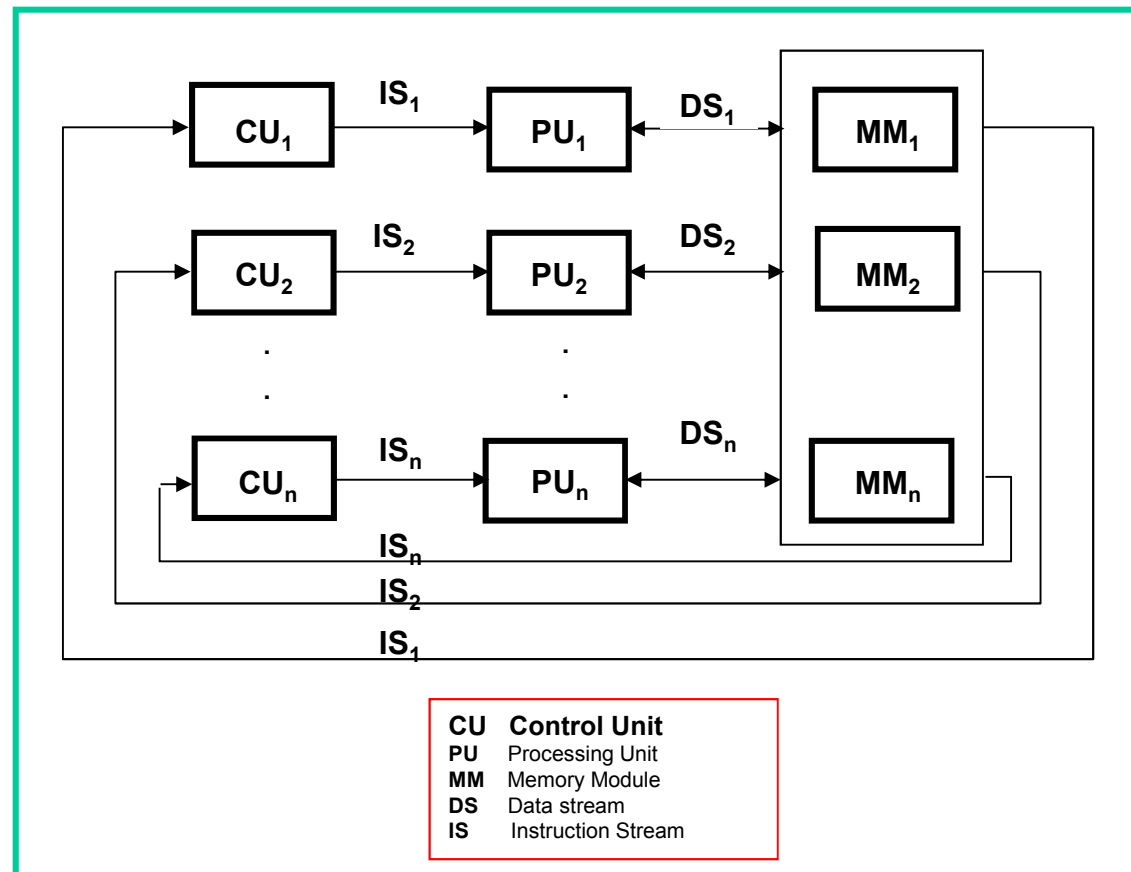 IS₁ DS₁
CU₁ PU₁ MM₁
IS₂ DS₂
CU₂ PU₂ MM₂
. .
. .
ISₙ DSₙ
CUₙ PUₙ MMₙ
ISₙ
IS₂
IS₁
CU Control Unit
PU Processing Unit
MM Memory Module
DS Data stream
IS Instruction Stream